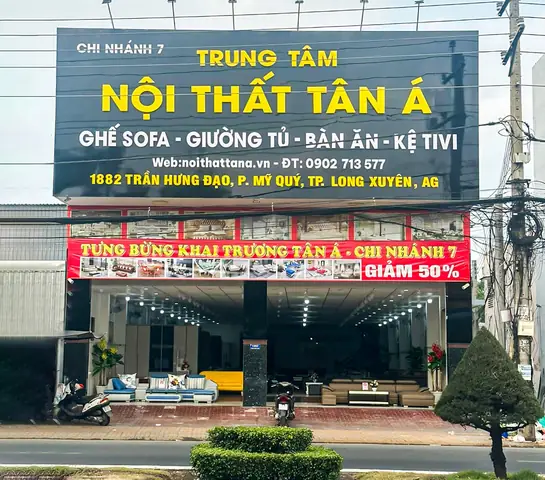 CHI NHÁNH 7
TRUNG TÂM
NỘI THẤT TÂN Á
GHẾ SOFA - GIƯỜNG TỦ - BÀN ĂN - KỆ TIVI
Web:noithattana.vn - ĐT: 0902 713 577
1882 TRẦN HƯNG ĐẠO, P. MỸ QUÝ, TP. LONG XUYÊN, AG
TƯNG BỪNG KHAI TRƯƠNG TÂN Á - CHI NHÁNH 7
GIẢM 50%